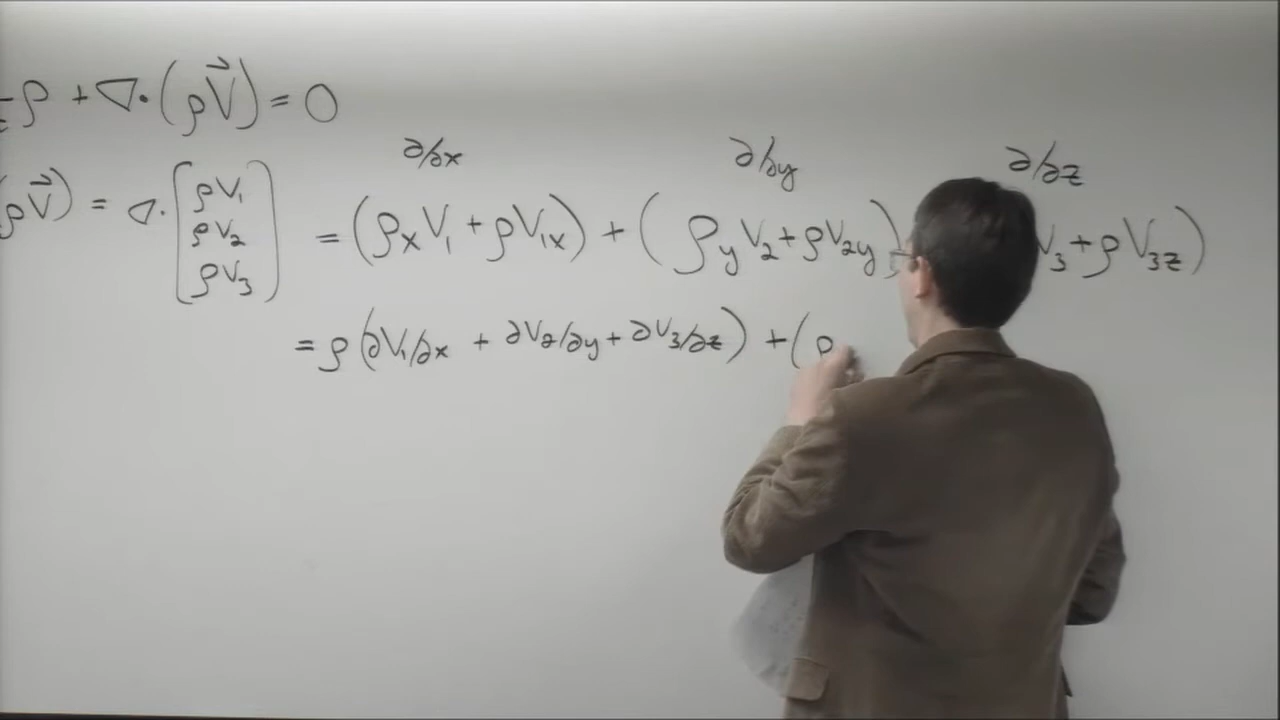 ρ + ∇·(ρV⃗) = 0
∂/∂x ∂/∂y ∂/∂z
(ρV⃗) = ∇·[ρV₁ ρV₂ ρV₃] = (ρₓV₁ + ρV₁ₓ) + (ρ_yV₂ + ρV₂y) V₃ + ρV₃z)
= ρ(∂V₁/∂x + ∂V₂/∂y + ∂V₃/∂z) + (ρ